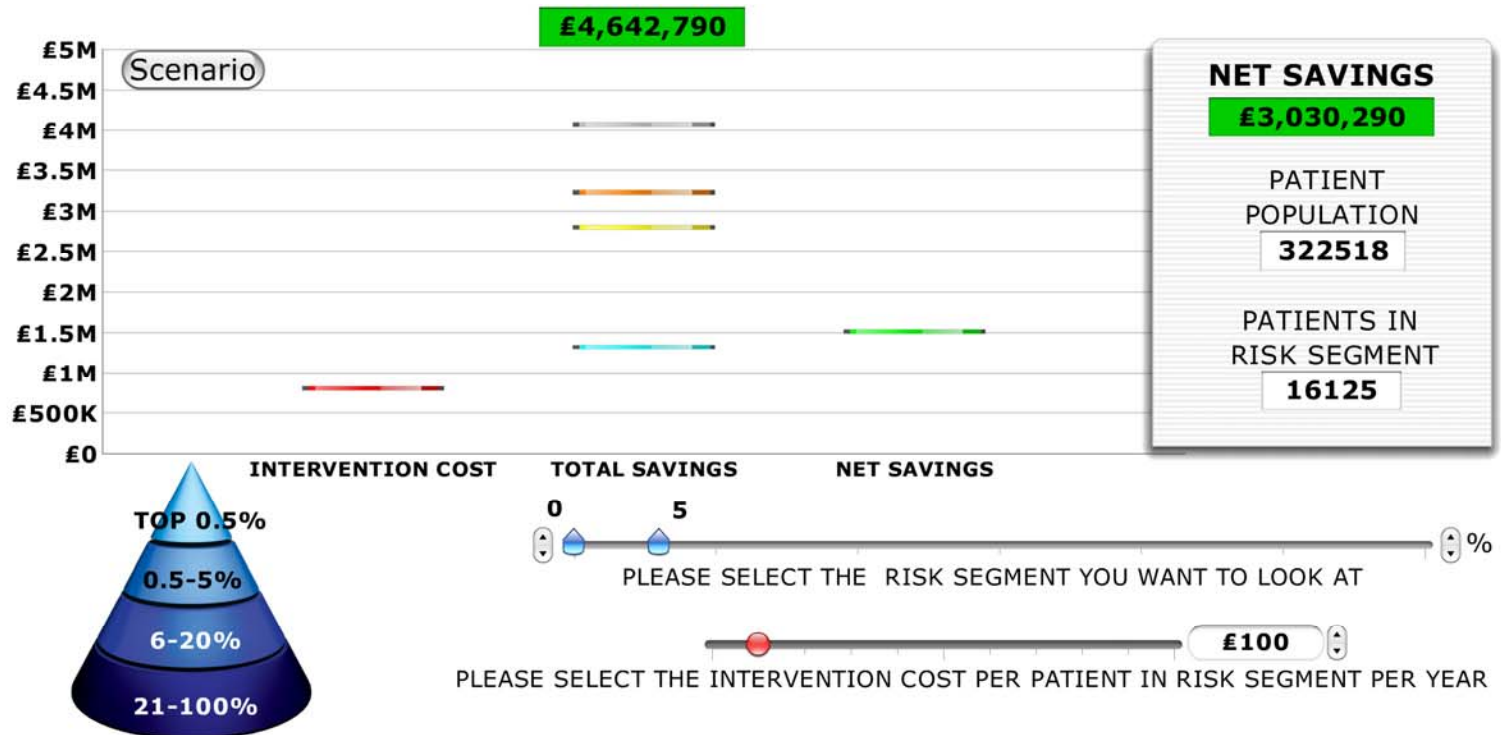 £4,642,790
£5M
£4.5M
£4M
£3.5M
£3M
£2.5M
£2M
£1.5M
£1M
£500K
£0
Scenario
NET SAVINGS
£3,030,290
PATIENT
POPULATION
322518
PATIENTS IN
RISK SEGMENT
16125
INTERVENTION COST
TOTAL SAVINGS
NET SAVINGS
TOP 0.5%
0.5-5%
6-20%
21-100%
0 5
%
PLEASE SELECT THE RISK SEGMENT YOU WANT TO LOOK AT
£100
PLEASE SELECT THE INTERVENTION COST PER PATIENT IN RISK SEGMENT PER YEAR